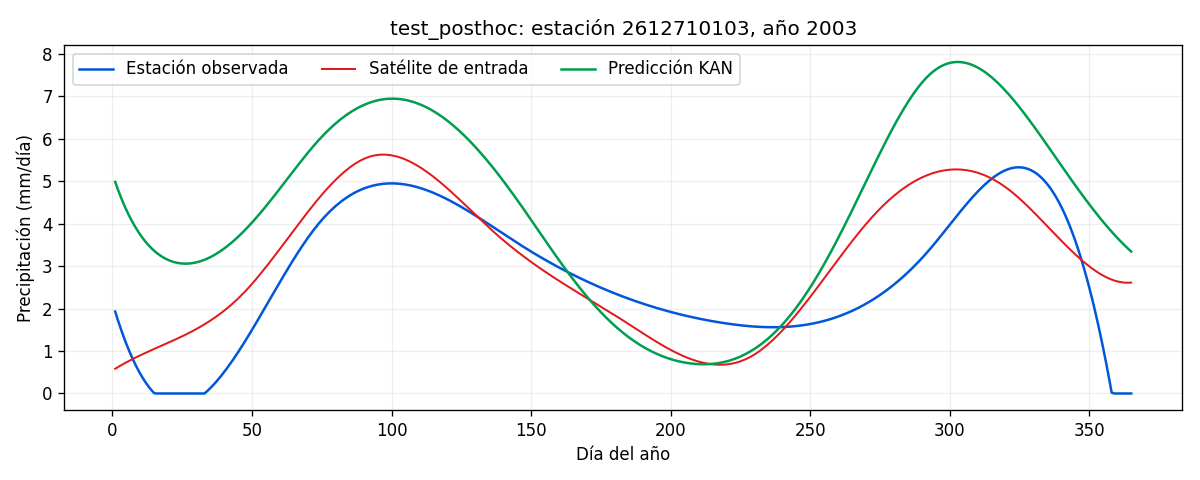 test_posthoc: estación 2612710103, año 2003
Estación observada
Satélite de entrada
Predicción KAN
Precipitación (mm/día)
8
7
6
5
4
3
2
1
0
0
50
100
150
200
250
300
350
Día del año